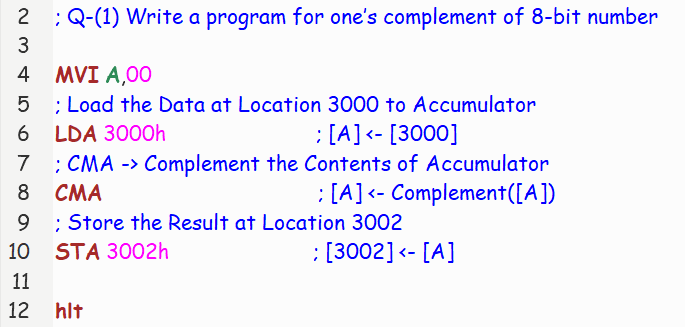 2 ; Q-(1) Write a program for one's complement of 8-bit number
3
4 MVI A,00
5 ; Load the Data at Location 3000 to Accumulator
6 LDA 3000h ; [A] <- [3000]
7 ; CMA -> Complement the Contents of Accumulator
8 CMA ; [A] <- Complement([A])
9 ; Store the Result at Location 3002
10 STA 3002h ; [3002] <- [A]
11
12 hlt